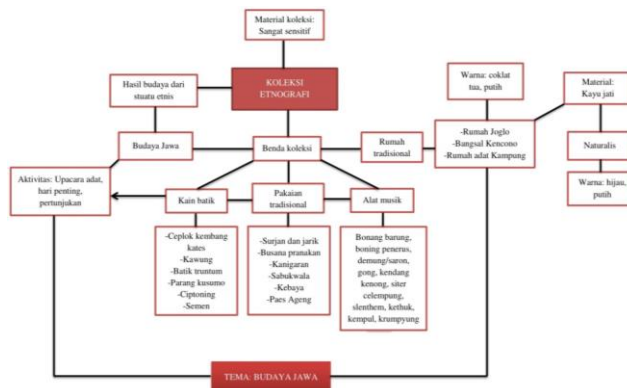 Material koleksi:
Sangat sensitif
KOLEKSI
ETNOGRAFI
Hasil budaya dari
stuatu etnis
Warna: coklat
tua, putih
Material:
Kayu jati
Budaya Jawa
Benda koleksi
Rumah
tradisional
-Rumah Joglo
-Bangsal Kencono
-Rumah adat Kampung
Naturalis
Aktivitas: Upacara adat,
hari penting,
pertunjukan
Kain batik
Pakaian
tradisional
Alat musik
Warna: hijau,
putih
-Ceplok kembang
kates
-Kawung
-Batik truntum
-Parang kusumo
-Ciptoning
-Semen
-Surjan dan jarik
-Busana pranakan
-Kanigaran
-Sabukwala
-Kebaya
-Paes Ageng
Bonang barung,
boning penerus,
demung/saron,
gong, kendang
kenong, siter
celempung,
slenthem, kethuk,
kempul, krumpyung
TEMA: BUDAYA JAWA